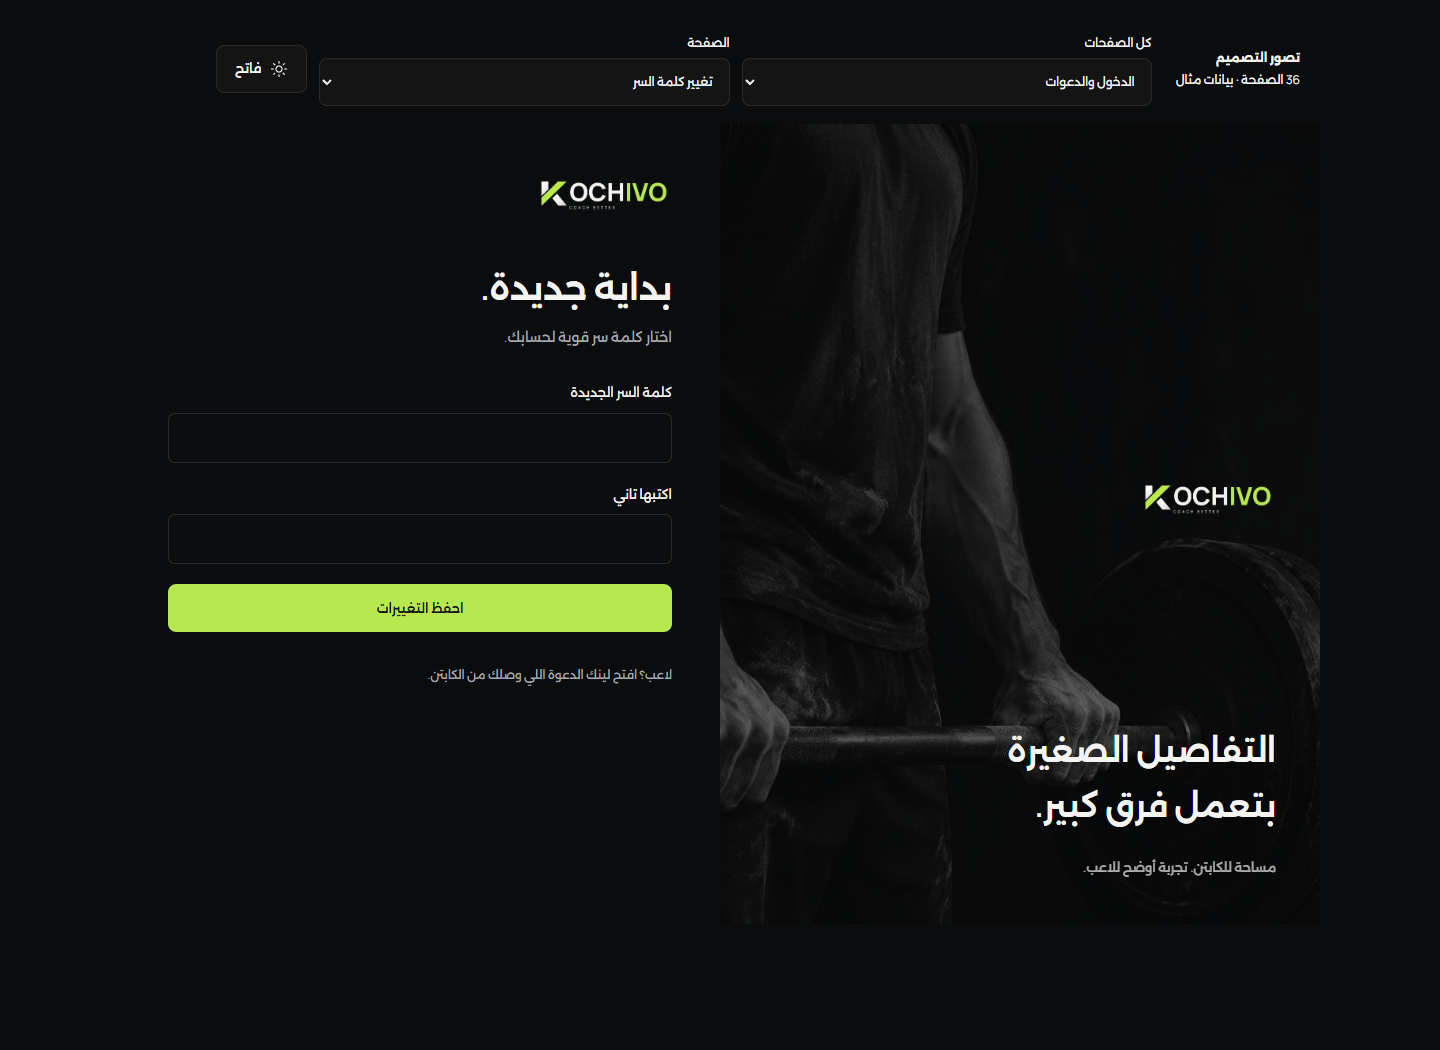 تصور التصميم
36 الصفحة · بيانات مثال
كل الصفحات
الدخول والدعوات
الصفحة
تغيير كلمة السر
فاتح
KOCHIVO
COACH BETTER
التفاصيل الصغيرة
بتعمل فرق كبير.
مساحة للكابتن. تجربة أوضح للاعب.
KOCHIVO
COACH BETTER
بداية جديدة.
اختار كلمة سر قوية لحسابك.
كلمة السر الجديدة
اكتبها تاني
احفظ التغييرات
لاعب؟ افتح لينك الدعوة اللي وصلك من الكابتن.